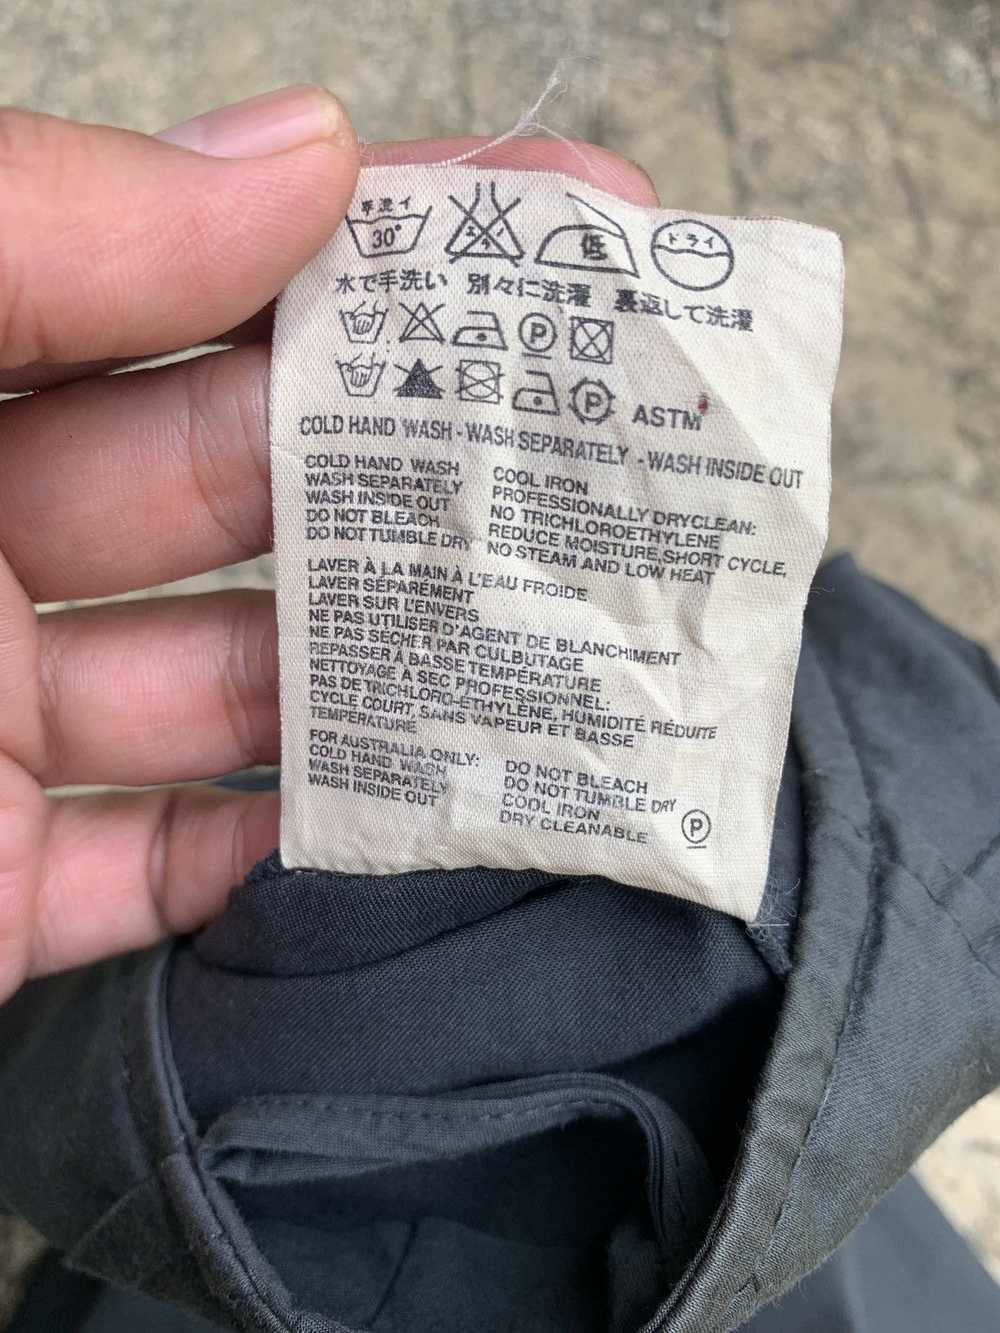 手洗イ
30°
エンソ
低
ドライ
水で手洗い 別々に洗濯 裏返して洗濯
P
P ASTM
COLD HAND WASH - WASH SEPARATELY - WASH INSIDE OUT
COLD HAND WASH
WASH SEPARATELY
WASH INSIDE OUT
DO NOT BLEACH
DO NOT TUMBLE DRY
COOL IRON
PROFESSIONALLY DRYCLEAN:
NO TRICHLOROETHYLENE
REDUCE MOISTURE, SHORT CYCLE,
NO STEAM AND LOW HEAT
LAVER À LA MAIN À L'EAU FROIDE
LAVER SÉPARÉMENT
LAVER SUR L'ENVERS
NE PAS UTILISER D'AGENT DE BLANCHIMENT
NE PAS SÉCHER PAR CULBUTAGE
REPASSER À BASSE TEMPÉRATURE
NETTOYAGE À SEC PROFESSIONNEL:
PAS DE TRICHLORO-ÉTHYLÈNE, HUMIDITÉ RÉDUITE
CYCLE COURT SANS VAPEUR ET BASSE
TEMPÉRATURE
FOR AUSTRALIA ONLY:
COLD HAND WASH
WASH SEPARATELY
WASH INSIDE OUT
DO NOT BLEACH
DO NOT TUMBLE DRY
COOL IRON
DRY CLEANABLE
P